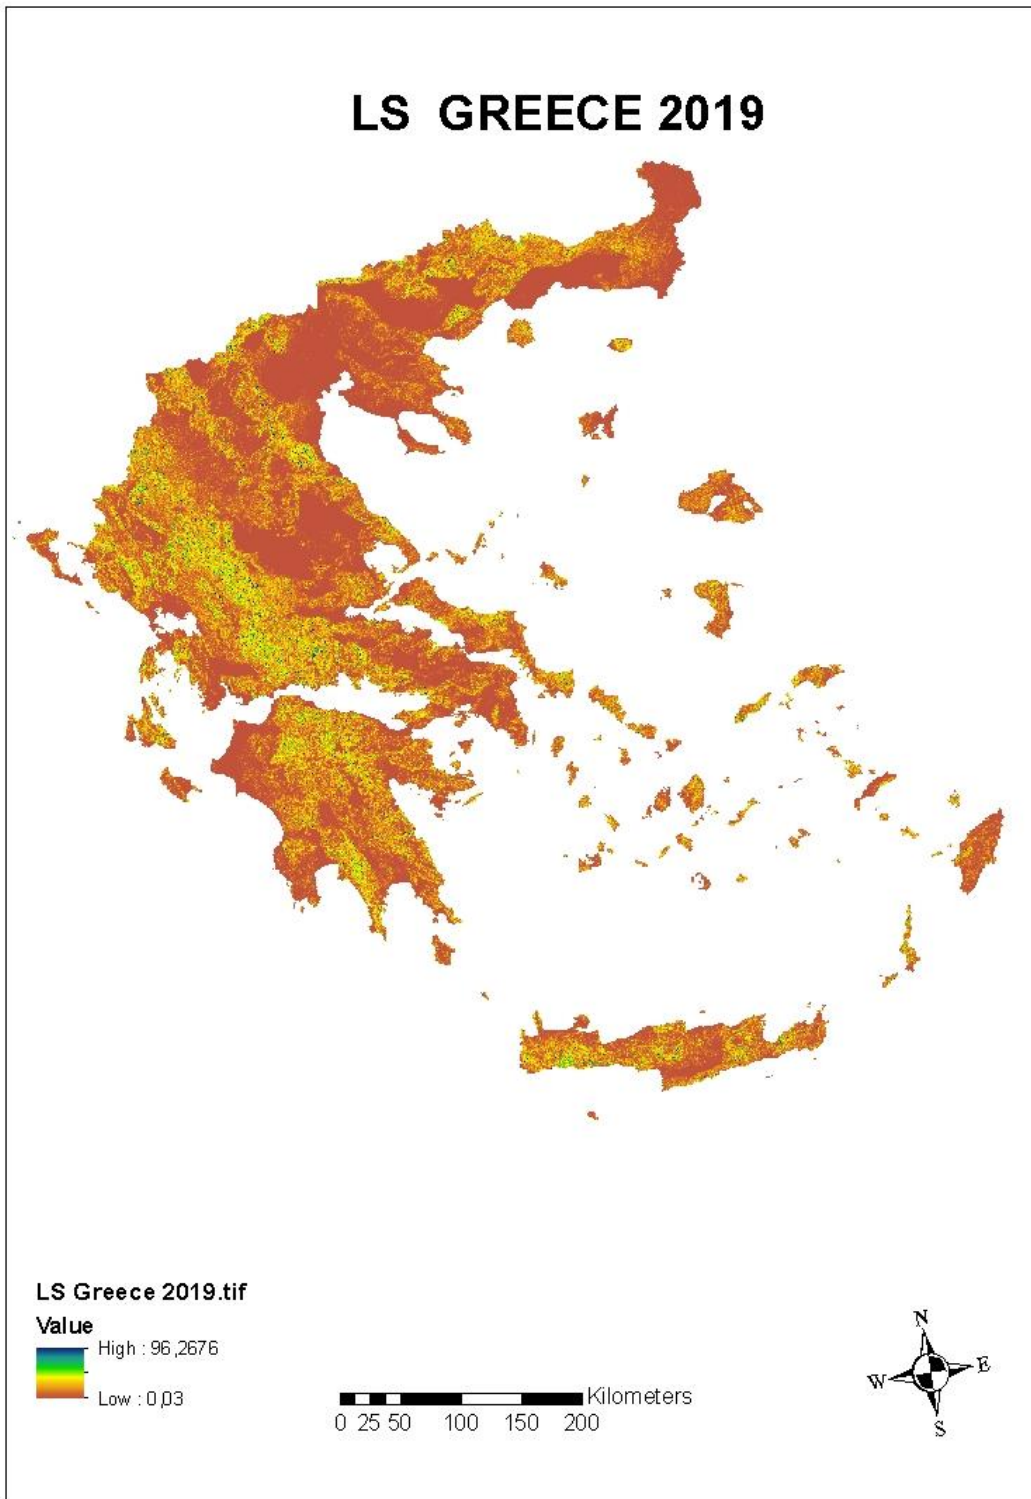 LS GREECE 2019
LS Greece 2019.tif
Value
High : 96,2676
Low : 0,03
Kilometers
0 25 50 100 150 200
N
W E
S